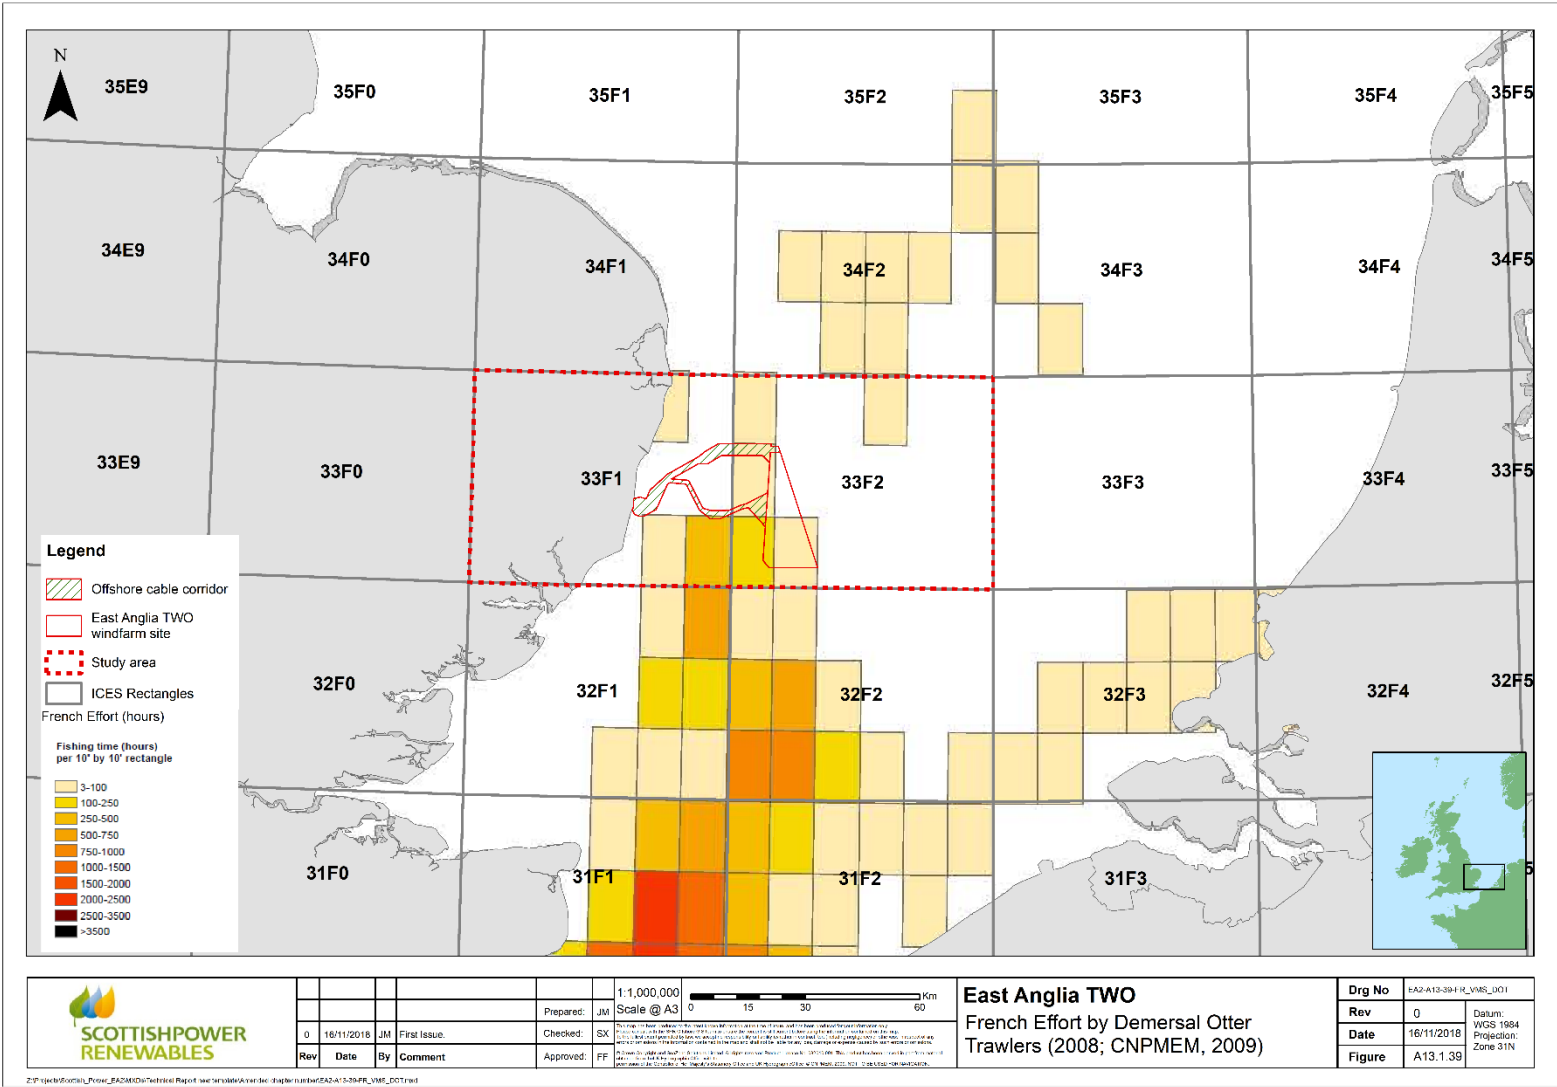 N
35E9
35F0
35F1
35F2
35F3
35F4
35F5
34E9
34F0
34F1
34F2
34F3
34F4
34F5
33E9
33F0
33F1
33F2
33F3
33F4
33F5
32F0
32F1
32F2
32F3
32F4
32F5
31F0
31F1
31F2
31F3
5
Legend
Offshore cable corridor
East Anglia TWO
windfarm site
Study area
ICES Rectangles
French Effort (hours)
Fishing time (hours)
per 10' by 10' rectangle
3-100
100-250
250-500
500-750
750-1000
1000-1500
1500-2000
2000-2500
2500-3500
>3500
SCOTTISHPOWER
RENEWABLES
0 16/11/2018 JM First Issue.
Rev Date By Comment
Prepared: JM
Checked: SX
Approved: FF
1:1,000,000
Scale @ A3
0 15 30 60 Km
East Anglia TWO
French Effort by Demersal Otter
Trawlers (2008; CNPMEM, 2009)
Drg No EA2-A13-39-FR_VMS_DOT
Rev 0
Date 16/11/2018
Figure A13.1.39
Datum:
WGS 1984
Projection:
Zone 31N